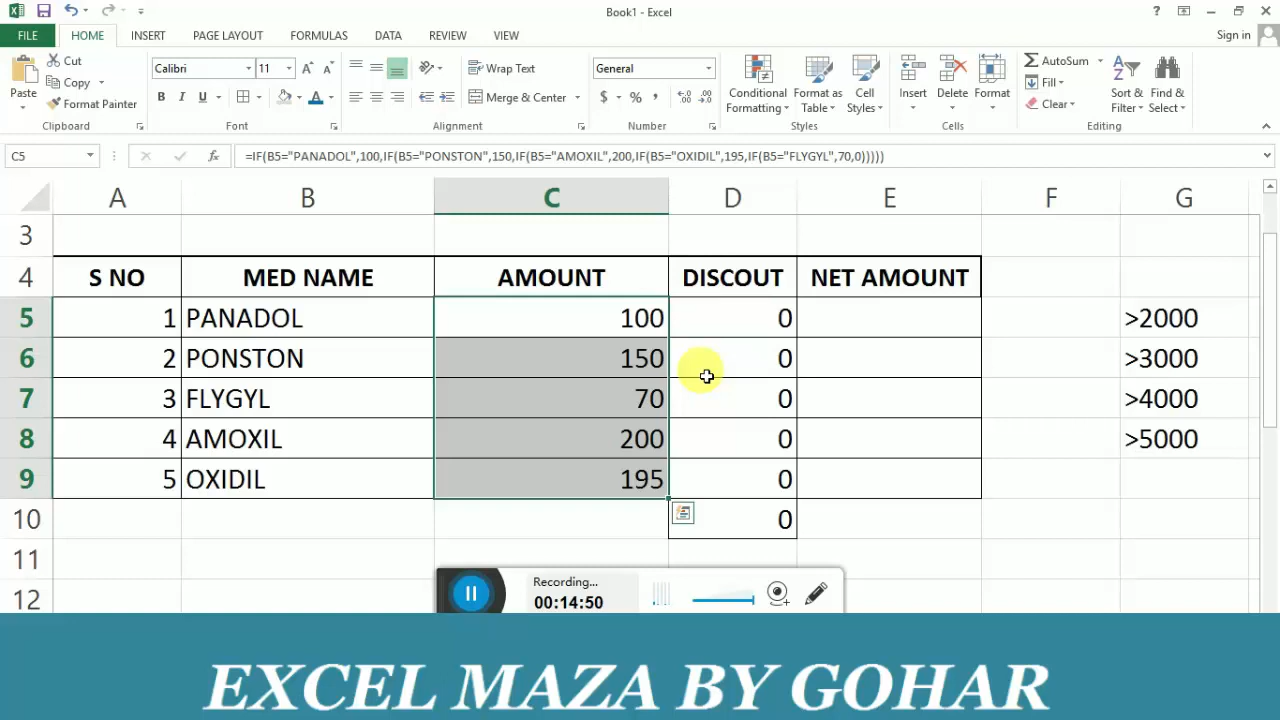 Book1 - Excel
?
FILE HOME INSERT PAGE LAYOUT FORMULAS DATA REVIEW VIEW Sign in
Paste Cut Copy Format Painter Clipboard
Calibri 11 A A B I U A Font
Wrap Text Merge & Center Alignment
General $ % , Number
Conditional Formatting Format as Table Cell Styles Styles
Insert Delete Format Cells
AutoSum Fill Clear Sort & Filter Find & Select Editing
C5 fx =IF(B5="PANADOL",100,IF(B5="PONSTON",150,IF(B5="AMOXIL",200,IF(B5="OXIDIL",195,IF(B5="FLYGYL",70,0)))))
A B C D E F G
3
4 S NO MED NAME AMOUNT DISCOUT NET AMOUNT
5 1 PANADOL 100 0 >2000
6 2 PONSTON 150 0 >3000
7 3 FLYGYL 70 0 >4000
8 4 AMOXIL 200 0 >5000
9 5 OXIDIL 195 0
10 0
11
12
Recording...
00:14:50
EXCEL MAZA BY GOHAR